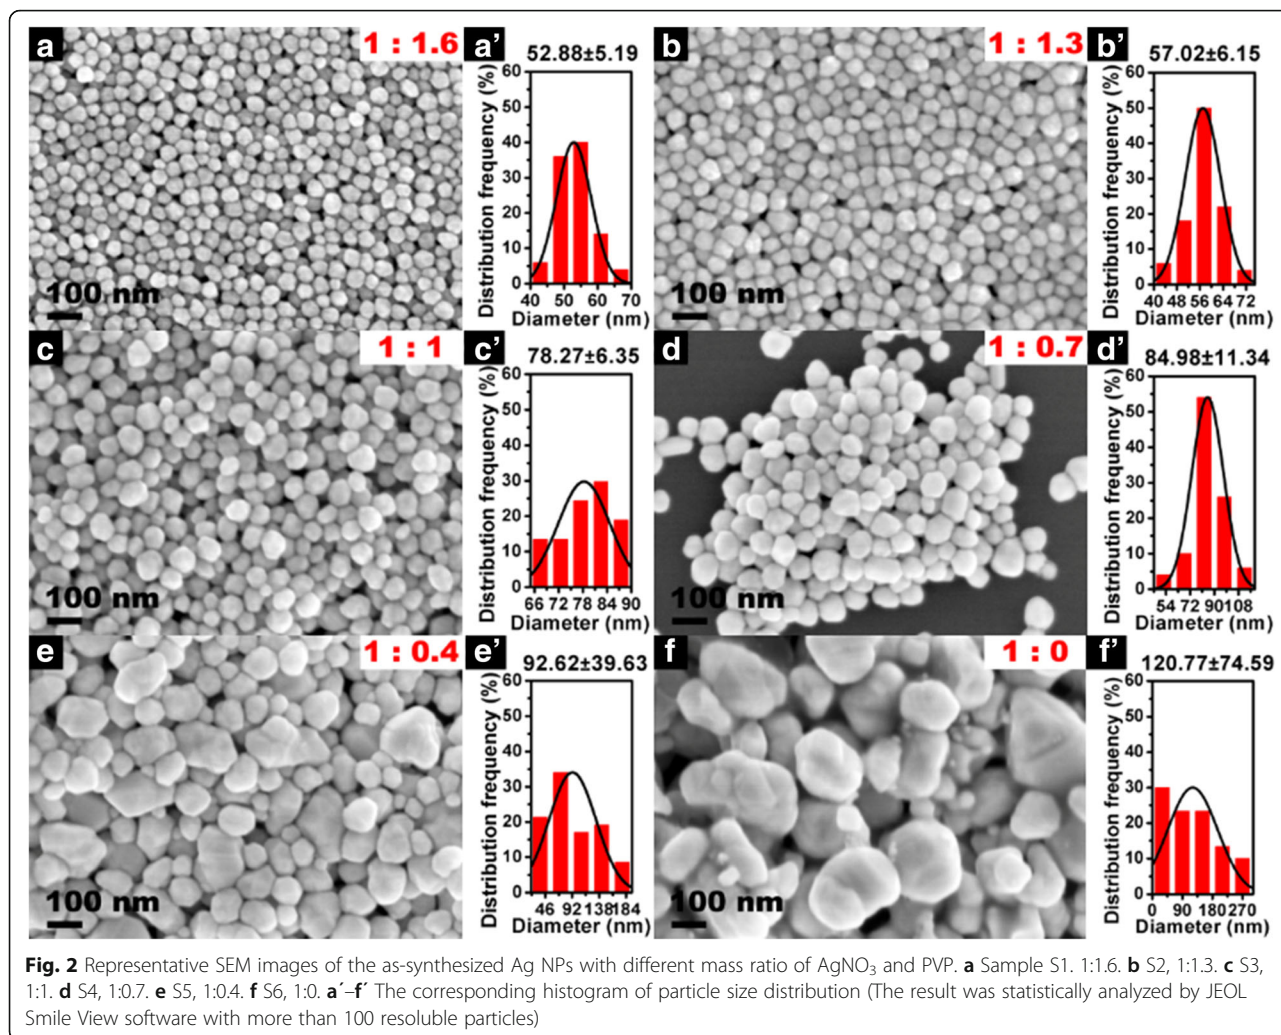 a
1 : 1.6
100 nm
a’
52.88±5.19
Distribution frequency (%)
60
50
40
30
20
10
0
40 50 60 70
Diameter (nm)
b
1 : 1.3
100 nm
b’
57.02±6.15
Distribution frequency (%)
60
50
40
30
20
10
0
40 48 56 64 72
Diameter (nm)
c
1 : 1
100 nm
c’
78.27±6.35
Distribution frequency (%)
60
50
40
30
20
10
0
66 72 78 84 90
Diameter (nm)
d
1 : 0.7
100 nm
d’
84.98±11.34
Distribution frequency (%)
60
50
40
30
20
10
0
54 72 90 108
Diameter (nm)
e
1 : 0.4
100 nm
e’
92.62±39.63
Distribution frequency (%)
60
50
40
30
20
10
0
46 92 138 184
Diameter (nm)
f
1 : 0
100 nm
f’
120.77±74.59
Distribution frequency (%)
60
50
40
30
20
10
0
0 90 180 270
Diameter (nm)
Fig. 2 Representative SEM images of the as-synthesized Ag NPs with different mass ratio of AgNO₃ and PVP. a Sample S1. 1:1.6. b S2, 1:1.3. c S3,
1:1. d S4, 1:0.7. e S5, 1:0.4. f S6, 1:0. a´–f´ The corresponding histogram of particle size distribution (The result was statistically analyzed by JEOL
Smile View software with more than 100 resoluble particles)